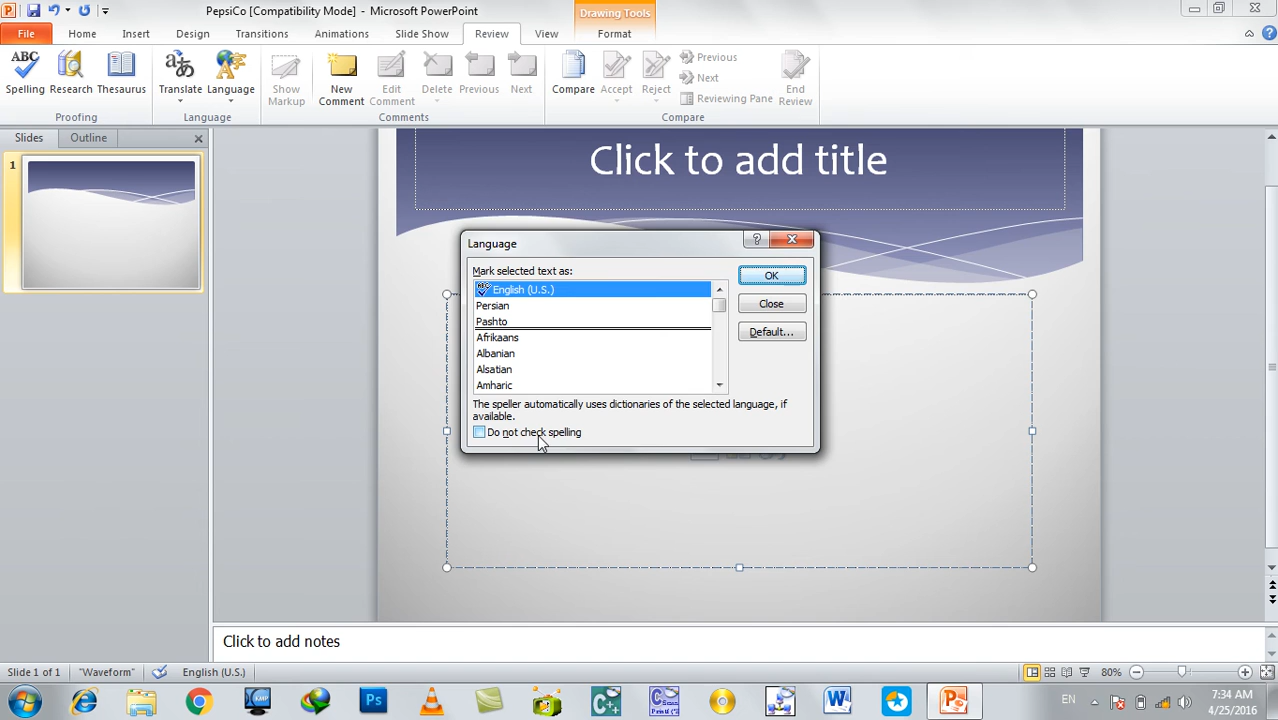 PepsiCo [Compatibility Mode] - Microsoft PowerPoint
Drawing Tools
File Home Insert Design Transitions Animations Slide Show Review View Format
ABC
Spelling Research Thesaurus
Proofing
Translate Language
Language
Show Markup
New Comment
Edit Comment
Delete Previous Next
Comments
Compare Accept Reject
Previous
Next
Reviewing Pane
End Review
Compare
Slides Outline
1
Click to add title
Language
Mark selected text as:
English (U.S.)
Persian
Pashto
Afrikaans
Albanian
Alsatian
Amharic
OK
Close
Default...
The speller automatically uses dictionaries of the selected language, if
available.
Do not check spelling
Click to add notes
Slide 1 of 1 "Waveform" English (U.S.) 80%
EN
7:34 AM
4/25/2016